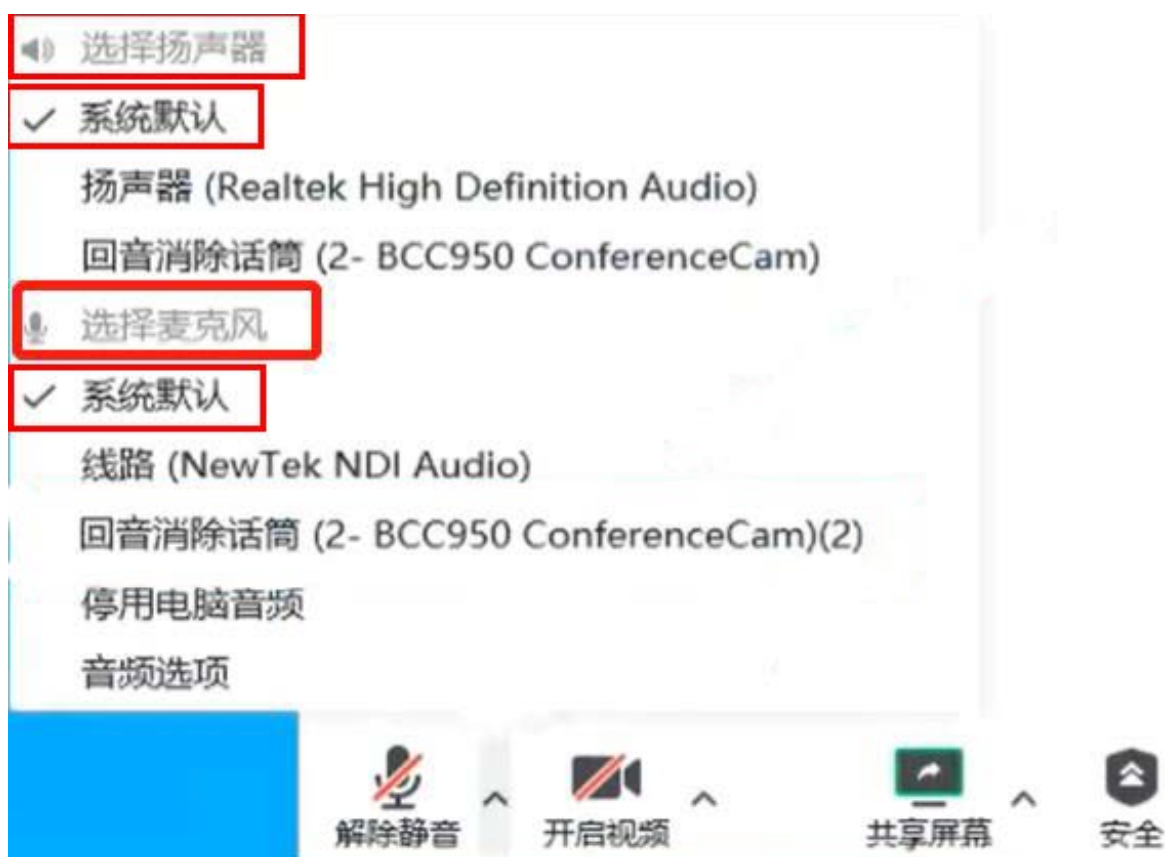 选择扬声器
系统默认
扬声器 (Realtek High Definition Audio)
回音消除话筒 (2- BCC950 ConferenceCam)
选择麦克风
系统默认
线路 (NewTek NDI Audio)
回音消除话筒 (2- BCC950 ConferenceCam)(2)
停用电脑音频
音频选项
解除静音 开启视频 共享屏幕 安全